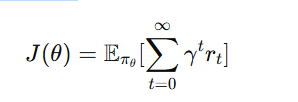 J(θ) = 𝔼_{π_θ}[∑_{t=0}^{∞} γ^t r_t]